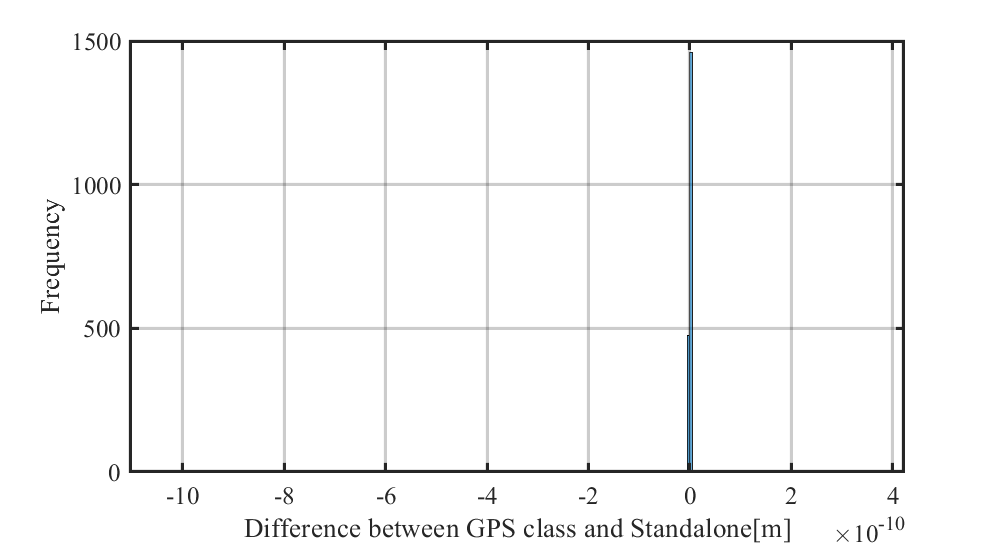 1500
1000
500
0
Frequency
-10 -8 -6 -4 -2 0 2 4
Difference between GPS class and Standalone[m]
×10⁻¹⁰